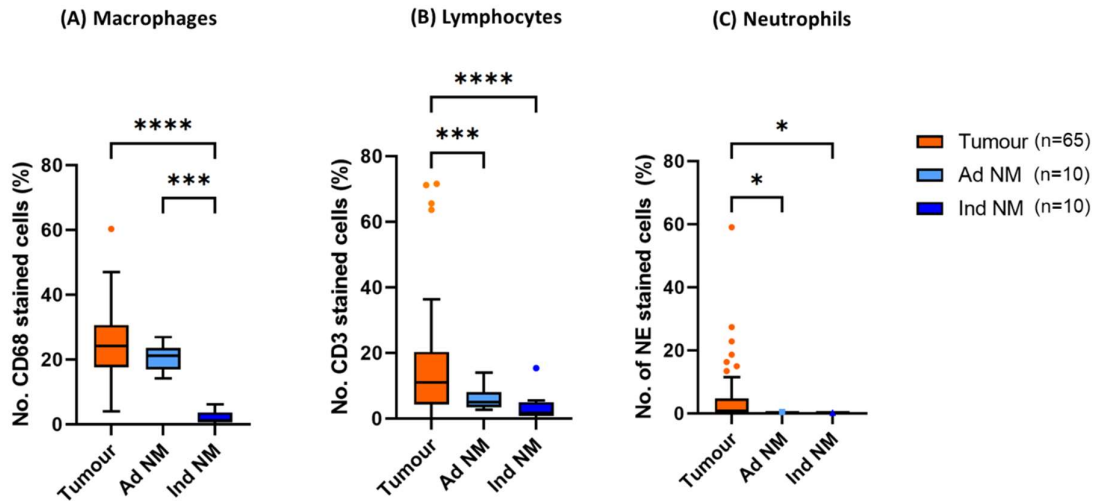 (A) Macrophages
(B) Lymphocytes
(C) Neutrophils
****
***
No. CD68 stained cells (%)
80
60
40
20
0
Tumour
Ad NM
Ind NM
****
***
No. CD3 stained cells (%)
80
60
40
20
0
Tumour
Ad NM
Ind NM
*
*
No. of NE stained cells (%)
80
60
40
20
0
Tumour
Ad NM
Ind NM
Tumour (n=65)
Ad NM (n=10)
Ind NM (n=10)